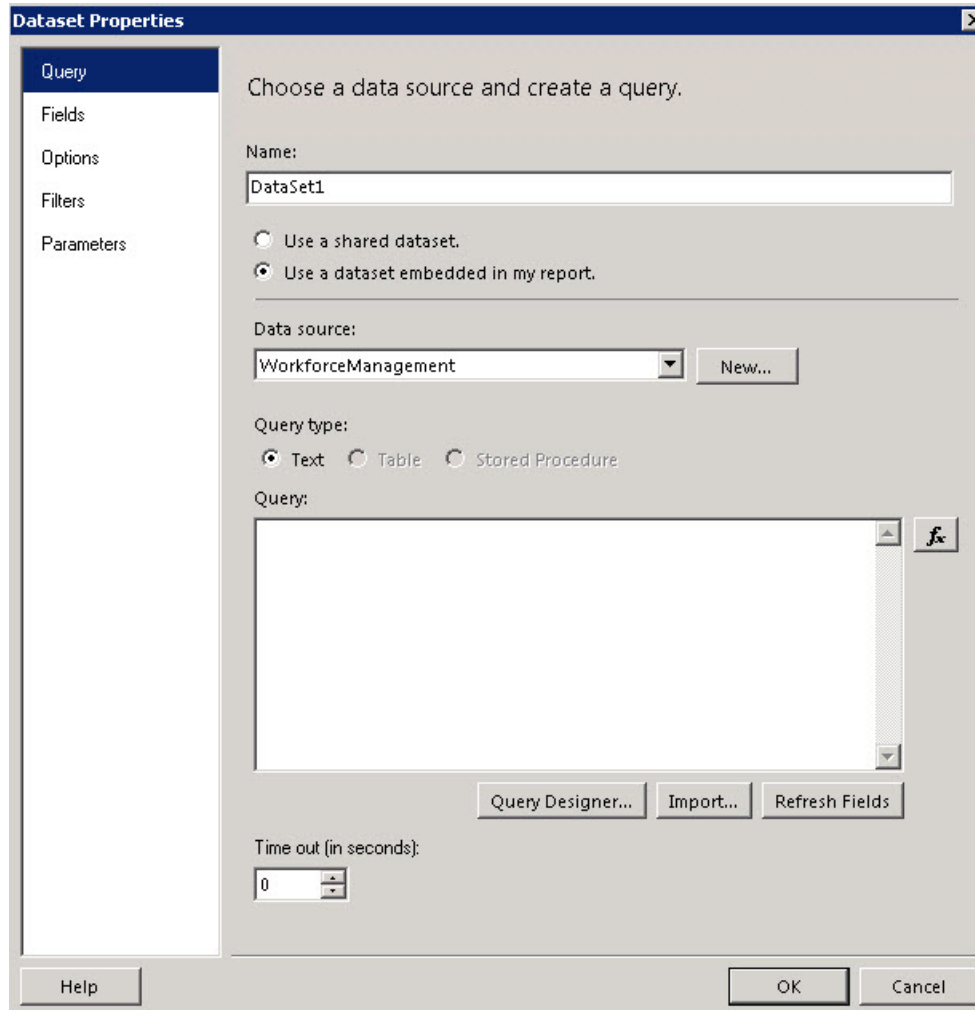 Dataset Properties
Query
Fields
Options
Filters
Parameters
Choose a data source and create a query.
Name:
DataSet1
Use a shared dataset.
Use a dataset embedded in my report.
Data source:
WorkforceManagement
New...
Query type:
Text Table Stored Procedure
Query:
fx
Query Designer... Import... Refresh Fields
Time out (in seconds):
0
Help OK Cancel